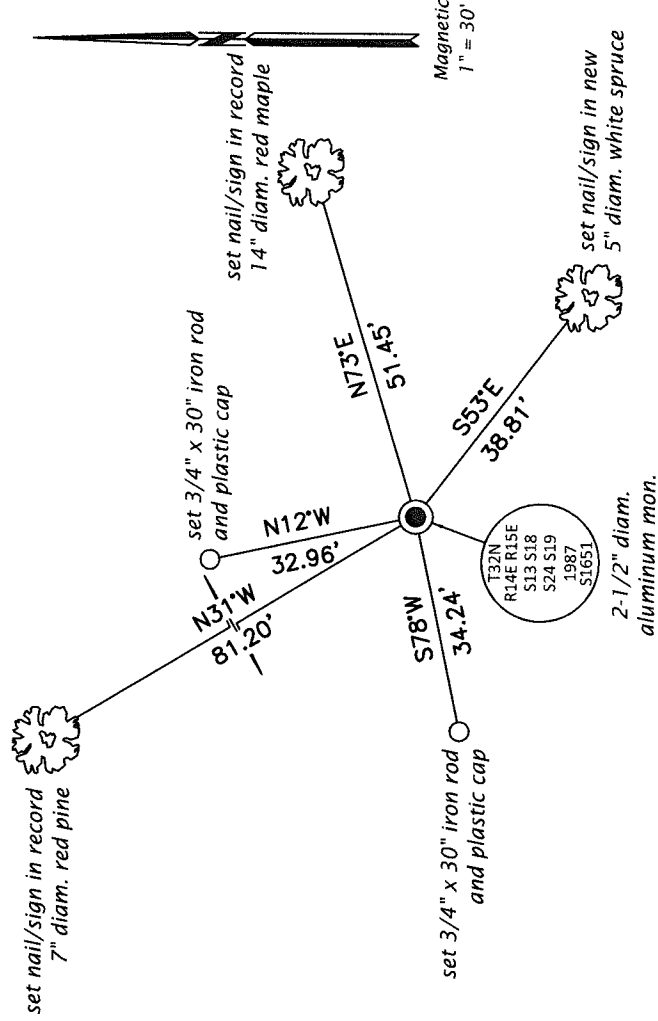 Magnetic
1" = 30'
set nail/sign in record
14" diam. red maple
set 3/4" x 30" iron rod
and plastic cap
set nail/sign in record
7" diam. red pine
set nail/sign in new
5" diam. white spruce
N73°E
51.45'
N12°W
32.96'
N31°W
81.20'
S53°E
38.81'
S78°W
34.24'
T32N
R14E R15E
S13 S18
S24 S19
1987
S1651
2-1/2" diam.
aluminum mon.
set 3/4" x 30" iron rod
and plastic cap